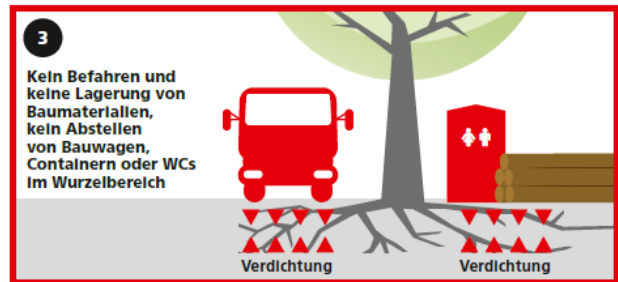 3
Kein Befahren und
keine Lagerung von
Baumaterialien,
kein Abstellen
von Bauwagen,
Containern oder WCs
im Wurzelbereich
Verdichtung
Verdichtung